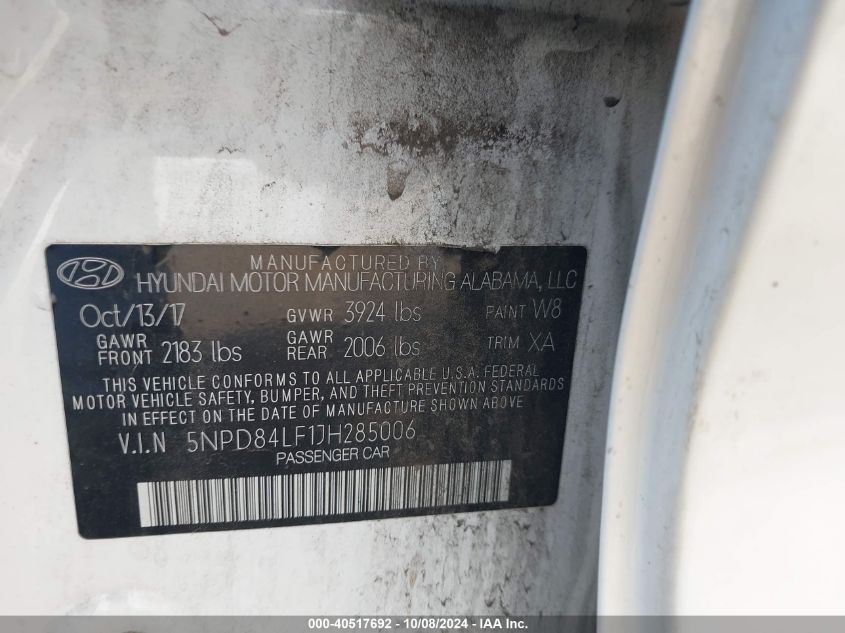 MANUFACTURED BY
HYUNDAI MOTOR MANUFACTURING ALABAMA, LLC
Oct/13/17 GVWR 3924 lbs PAINT W8
GAWR FRONT 2183 lbs GAWR REAR 2006 lbs TRIM XA
THIS VEHICLE CONFORMS TO ALL APPLICABLE U.S.A. FEDERAL
MOTOR VEHICLE SAFETY, BUMPER, AND THEFT PREVENTION STANDARDS
IN EFFECT ON THE DATE OF MANUFACTURE SHOWN ABOVE.
V.I.N 5NPD84LF1JH285006
PASSENGER CAR
000-40517692 - 10/08/2024 - IAAI, Inc.